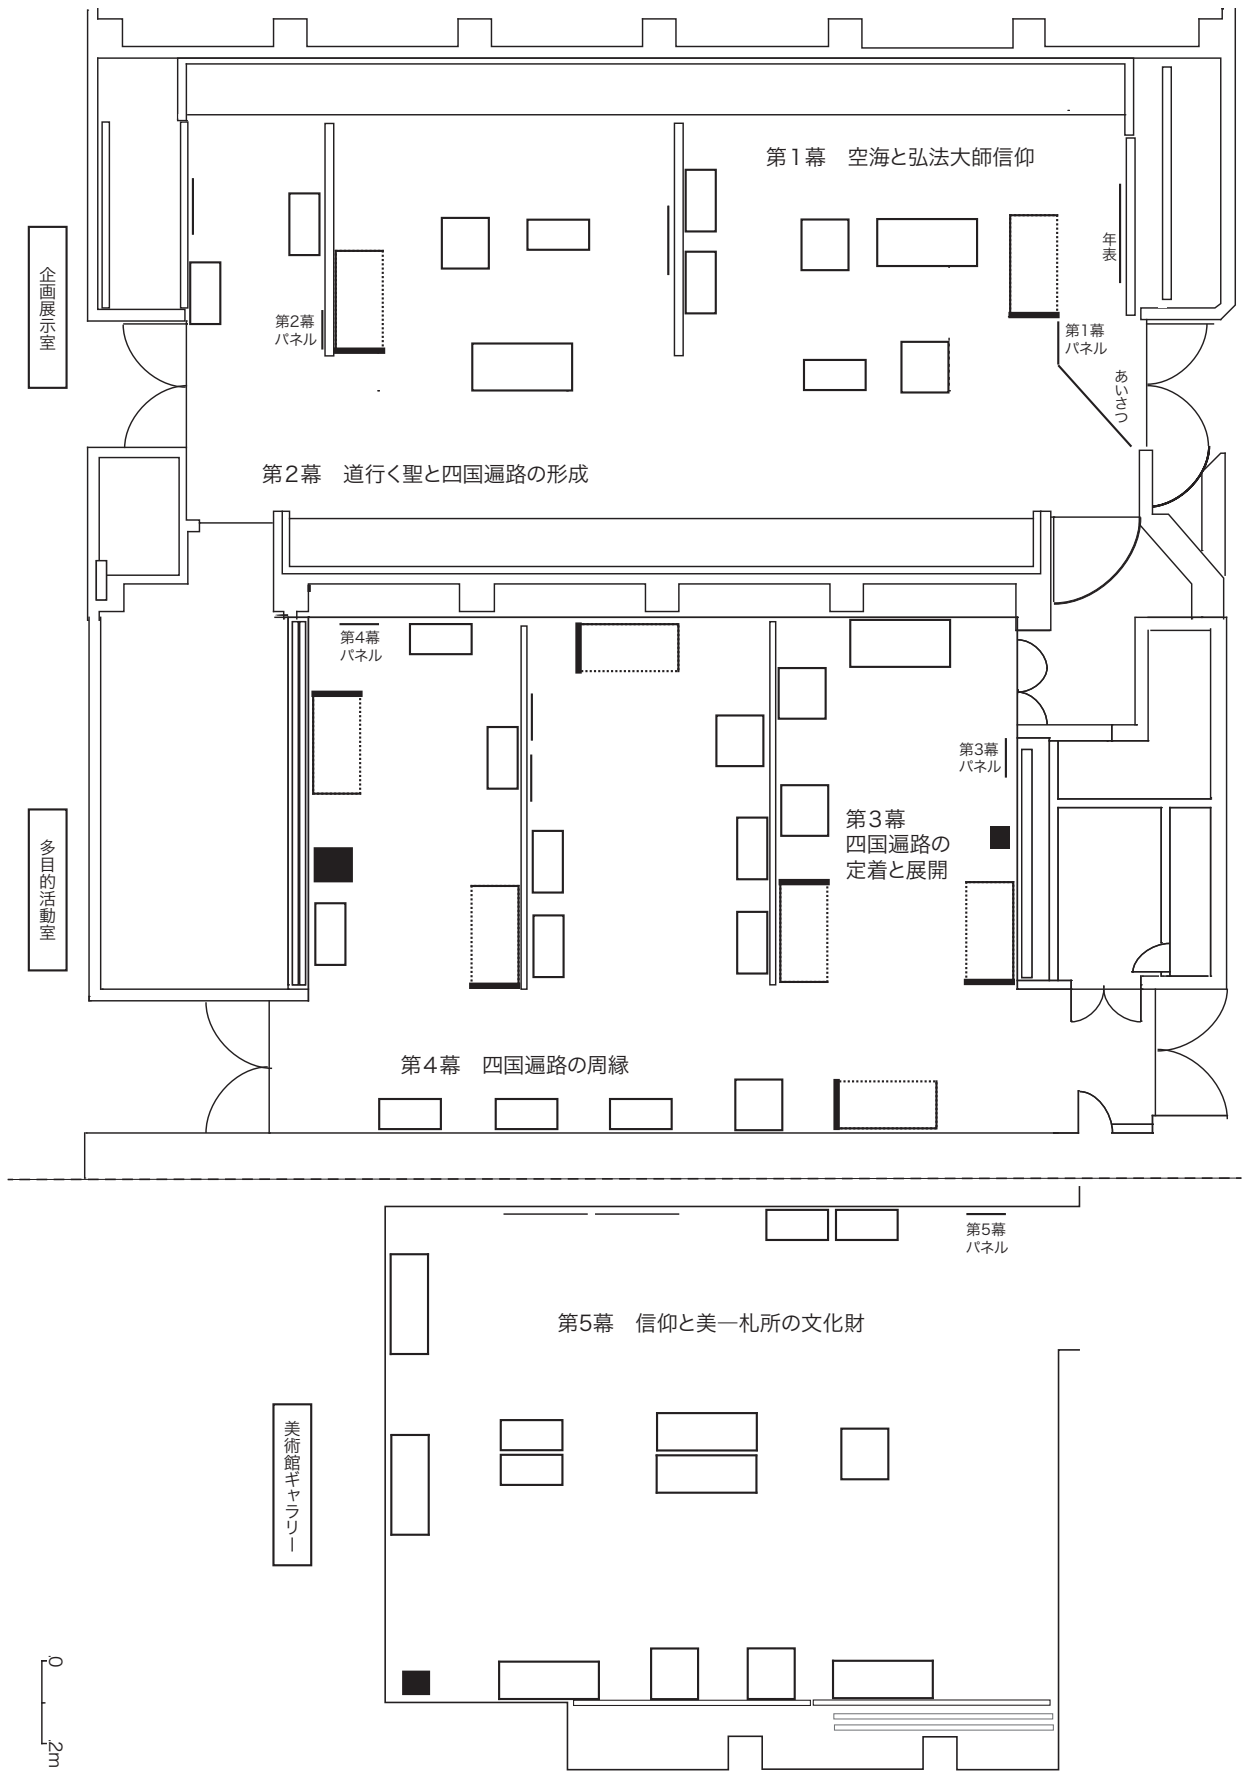 第1幕　空海と弘法大師信仰
年表
企画展示室
第2幕
パネル
第1幕
パネル
あいさつ
第2幕　道行く聖と四国遍路の形成
第4幕
パネル
第3幕
パネル
第3幕
四国遍路の
定着と展開
多目的活動室
第4幕　四国遍路の周縁
第5幕
パネル
第5幕　信仰と美―札所の文化財
美術館ギャラリー
0
2m